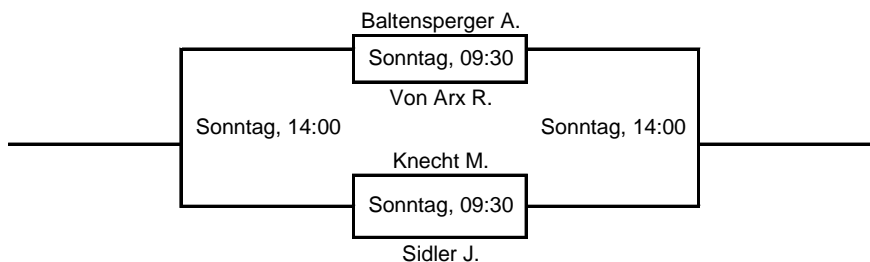 Baltensperger A.
Sonntag, 09:30
Von Arx R.
Sonntag, 14:00
Sonntag, 14:00
Knecht M.
Sonntag, 09:30
Sidler J.